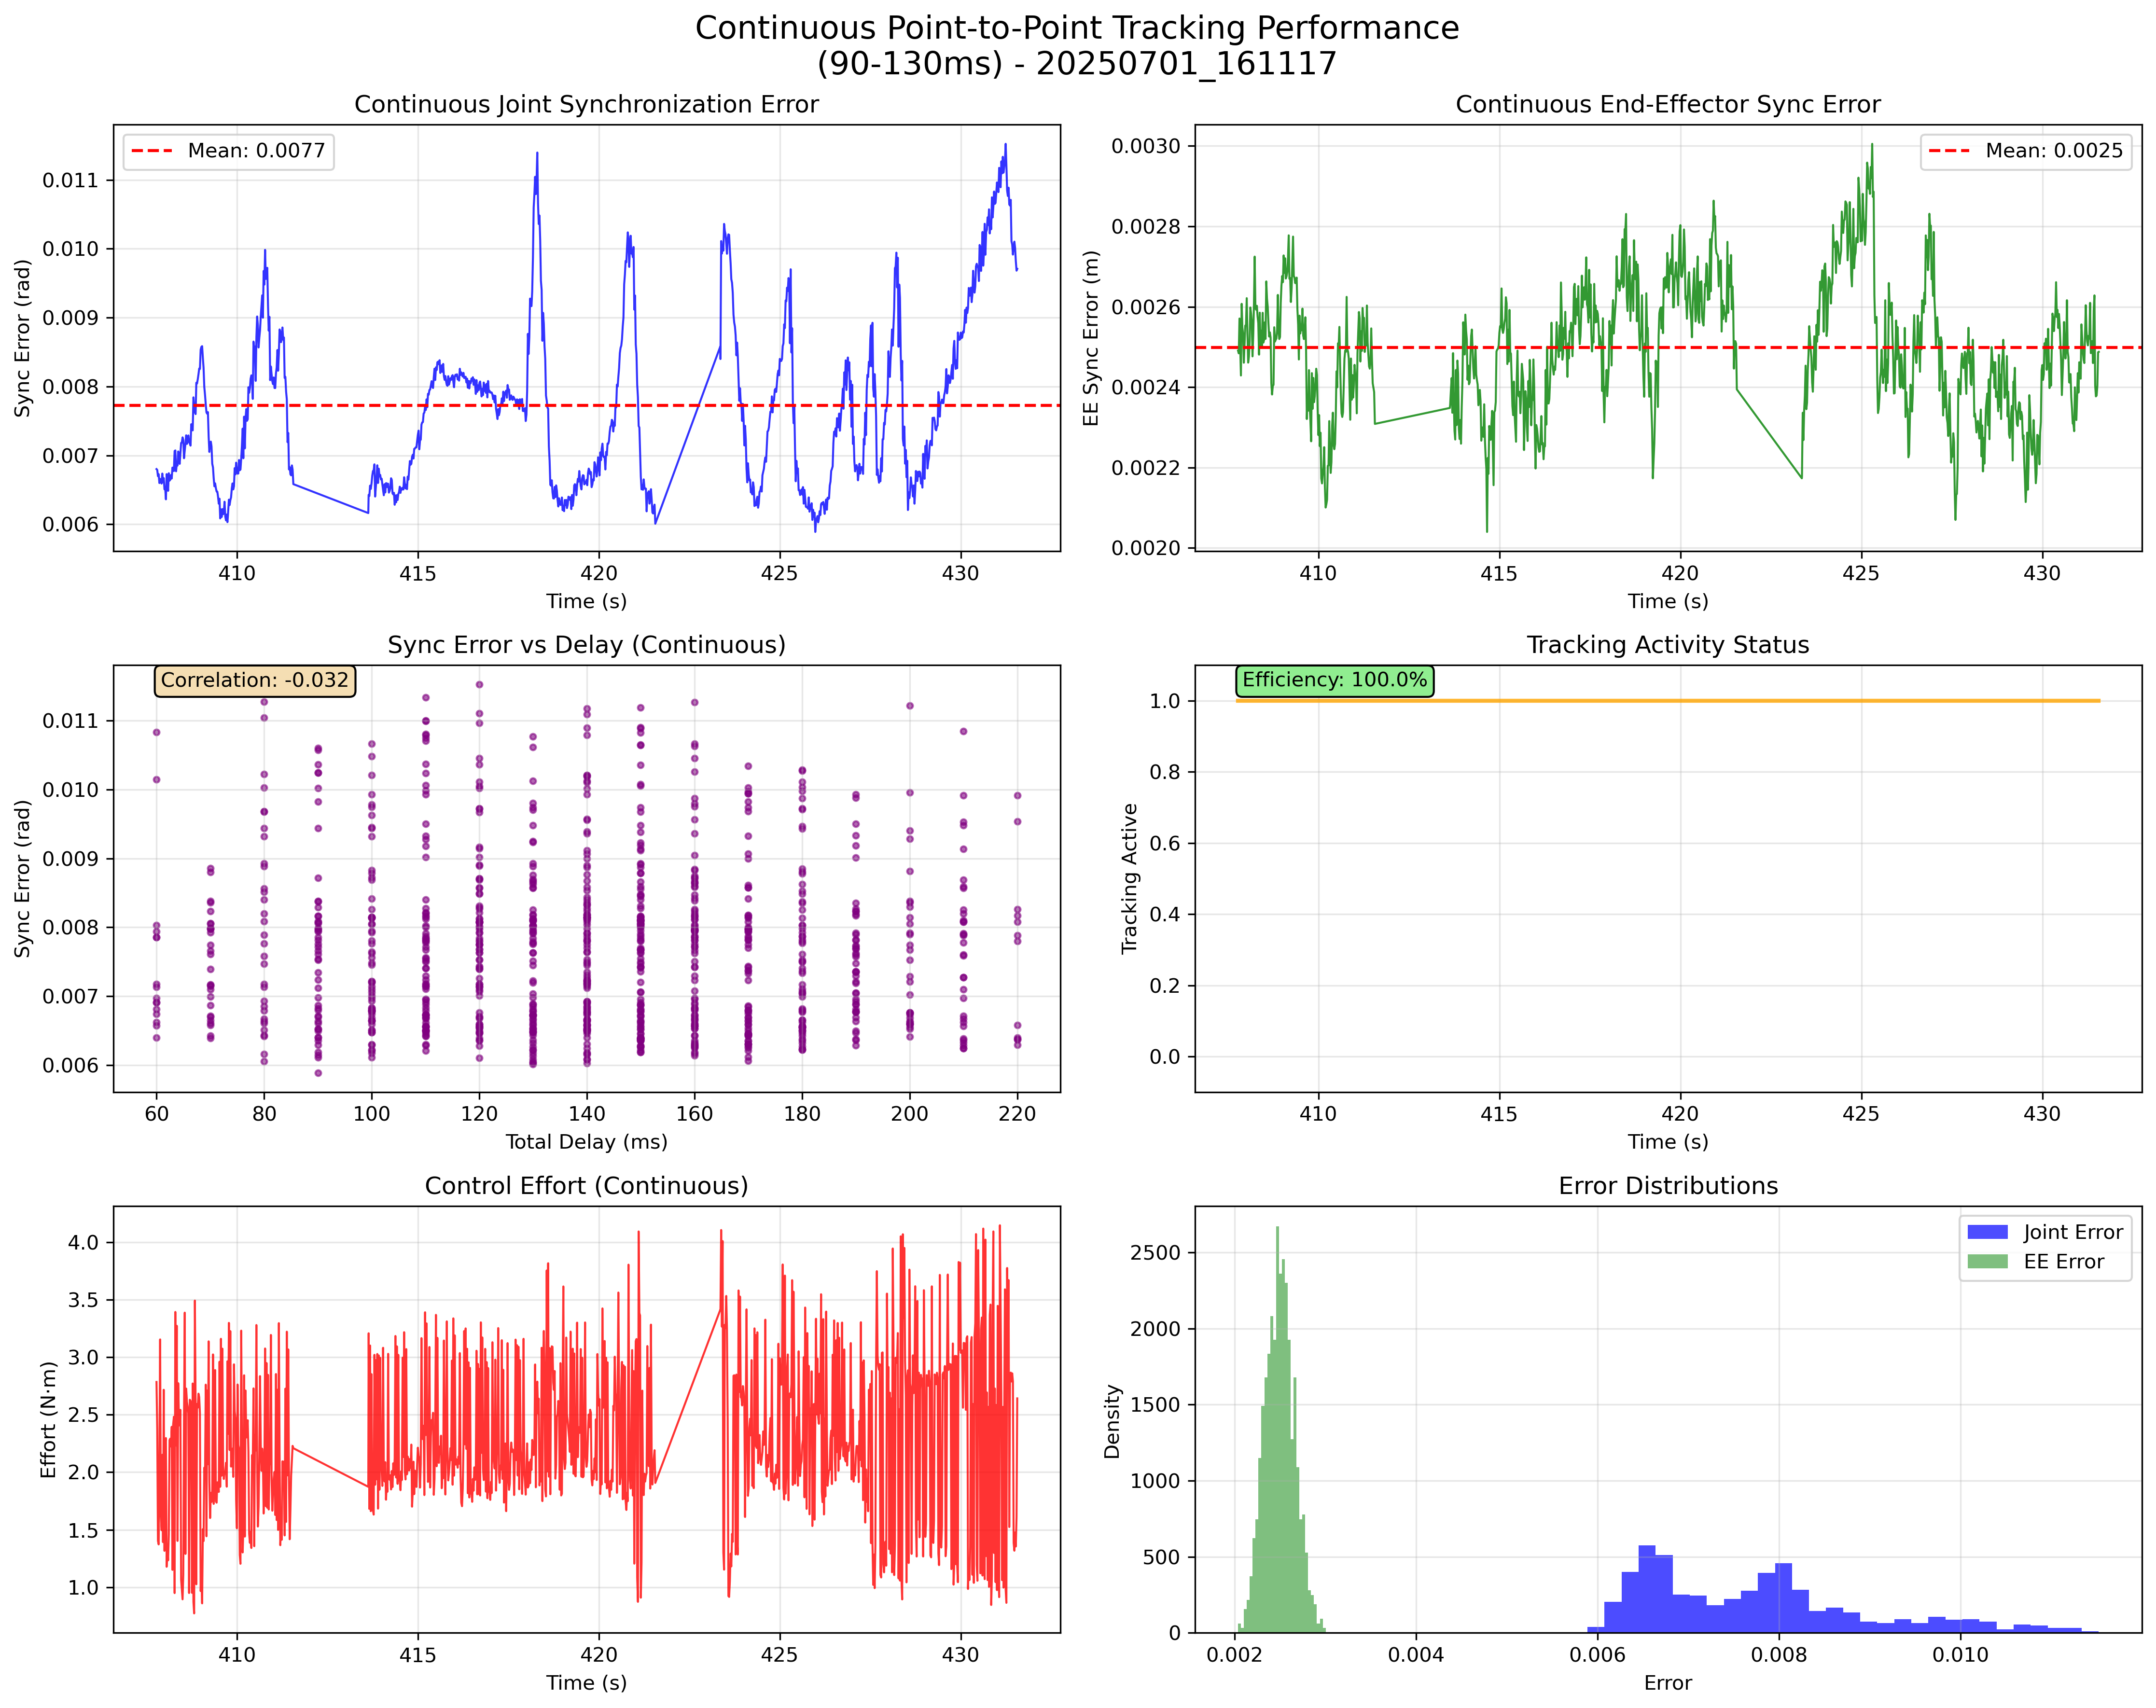 Continuous Point-to-Point Tracking Performance
(90-130ms) - 20250701_161117
Continuous Joint Synchronization Error
Mean: 0.0077
Sync Error (rad)
0.011
0.010
0.009
0.008
0.007
0.006
410 415 420 425 430
Time (s)
Continuous End-Effector Sync Error
Mean: 0.0025
EE Sync Error (m)
0.0030
0.0028
0.0026
0.0024
0.0022
0.0020
410 415 420 425 430
Time (s)
Sync Error vs Delay (Continuous)
Correlation: -0.032
Sync Error (rad)
0.011
0.010
0.009
0.008
0.007
0.006
60 80 100 120 140 160 180 200 220
Total Delay (ms)
Tracking Activity Status
Efficiency: 100.0%
Tracking Active
1.0
0.8
0.6
0.4
0.2
0.0
410 415 420 425 430
Time (s)
Control Effort (Continuous)
Effort (N·m)
4.0
3.5
3.0
2.5
2.0
1.5
1.0
410 415 420 425 430
Time (s)
Error Distributions
Joint Error
EE Error
Density
2500
2000
1500
1000
500
0
0.002 0.004 0.006 0.008 0.010
Error